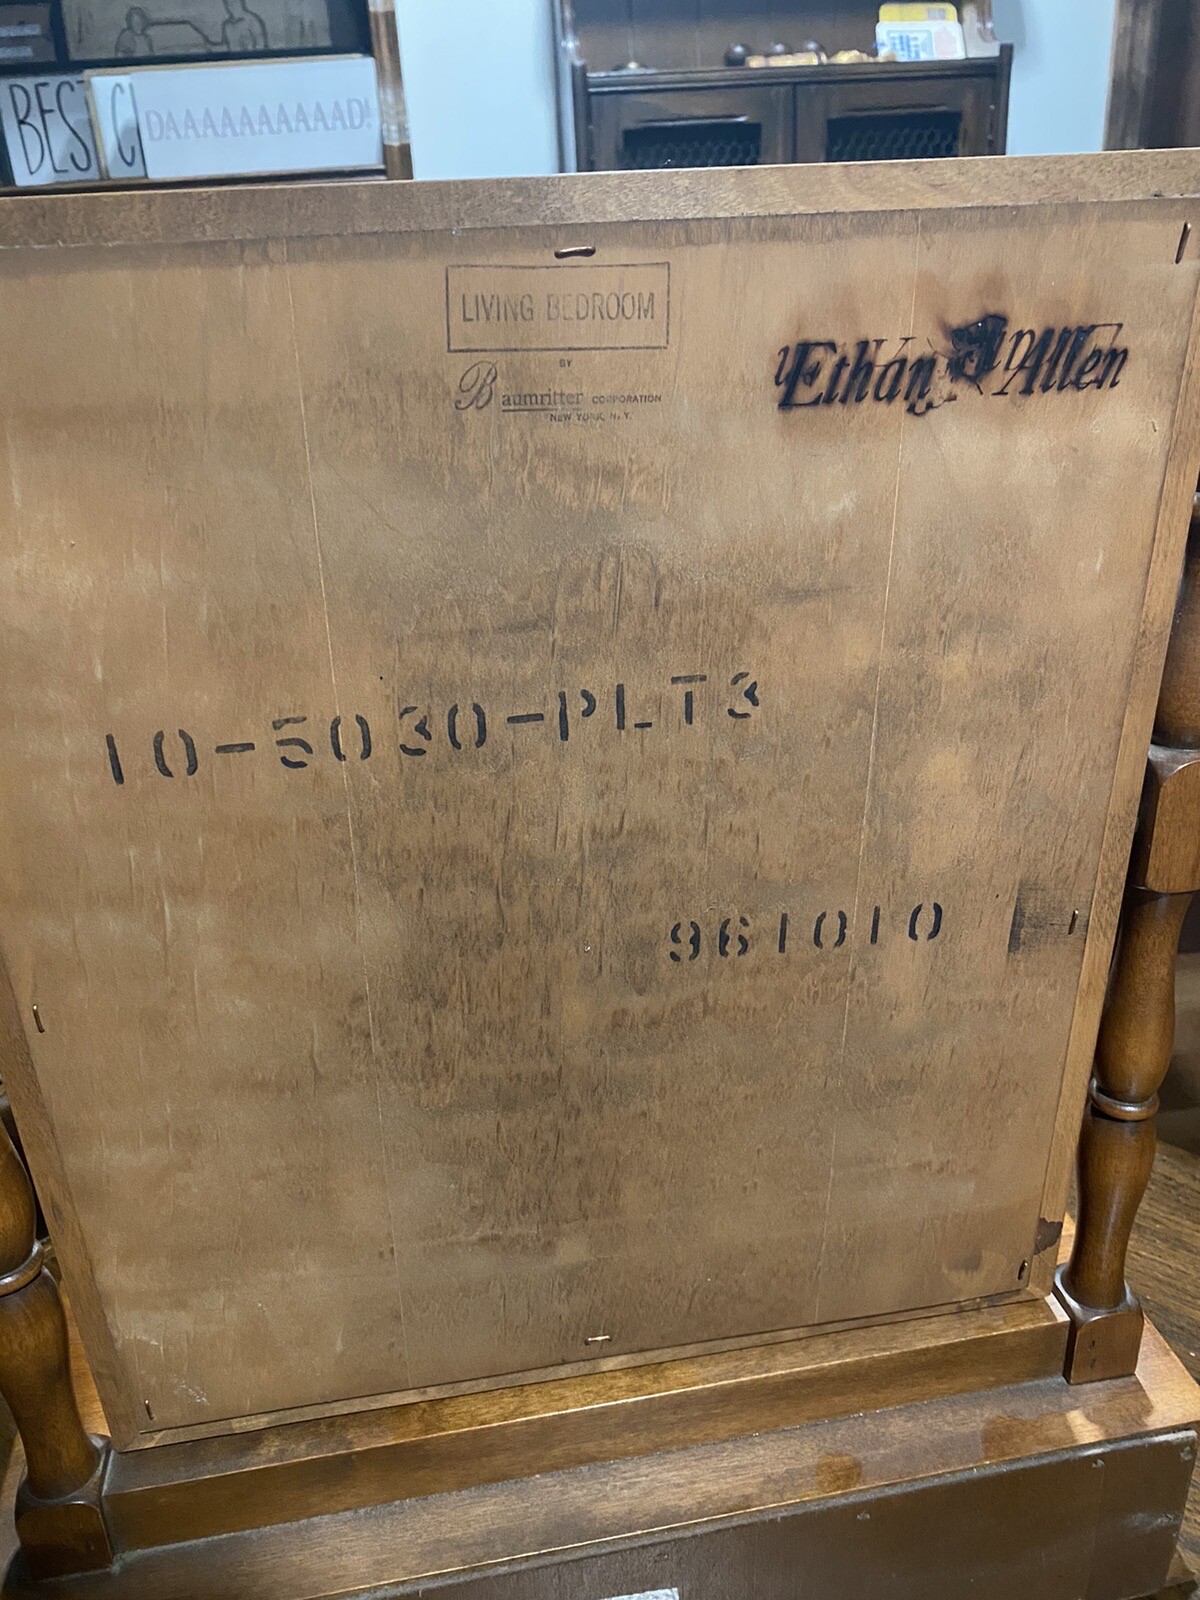 BEST
C
DAAAAAAAAAAD!
LIVING BEDROOM
BY
Baumritter CORPORATION
NEW YORK, N. Y.
Ethan Allen
10-5030-PLT3
961010